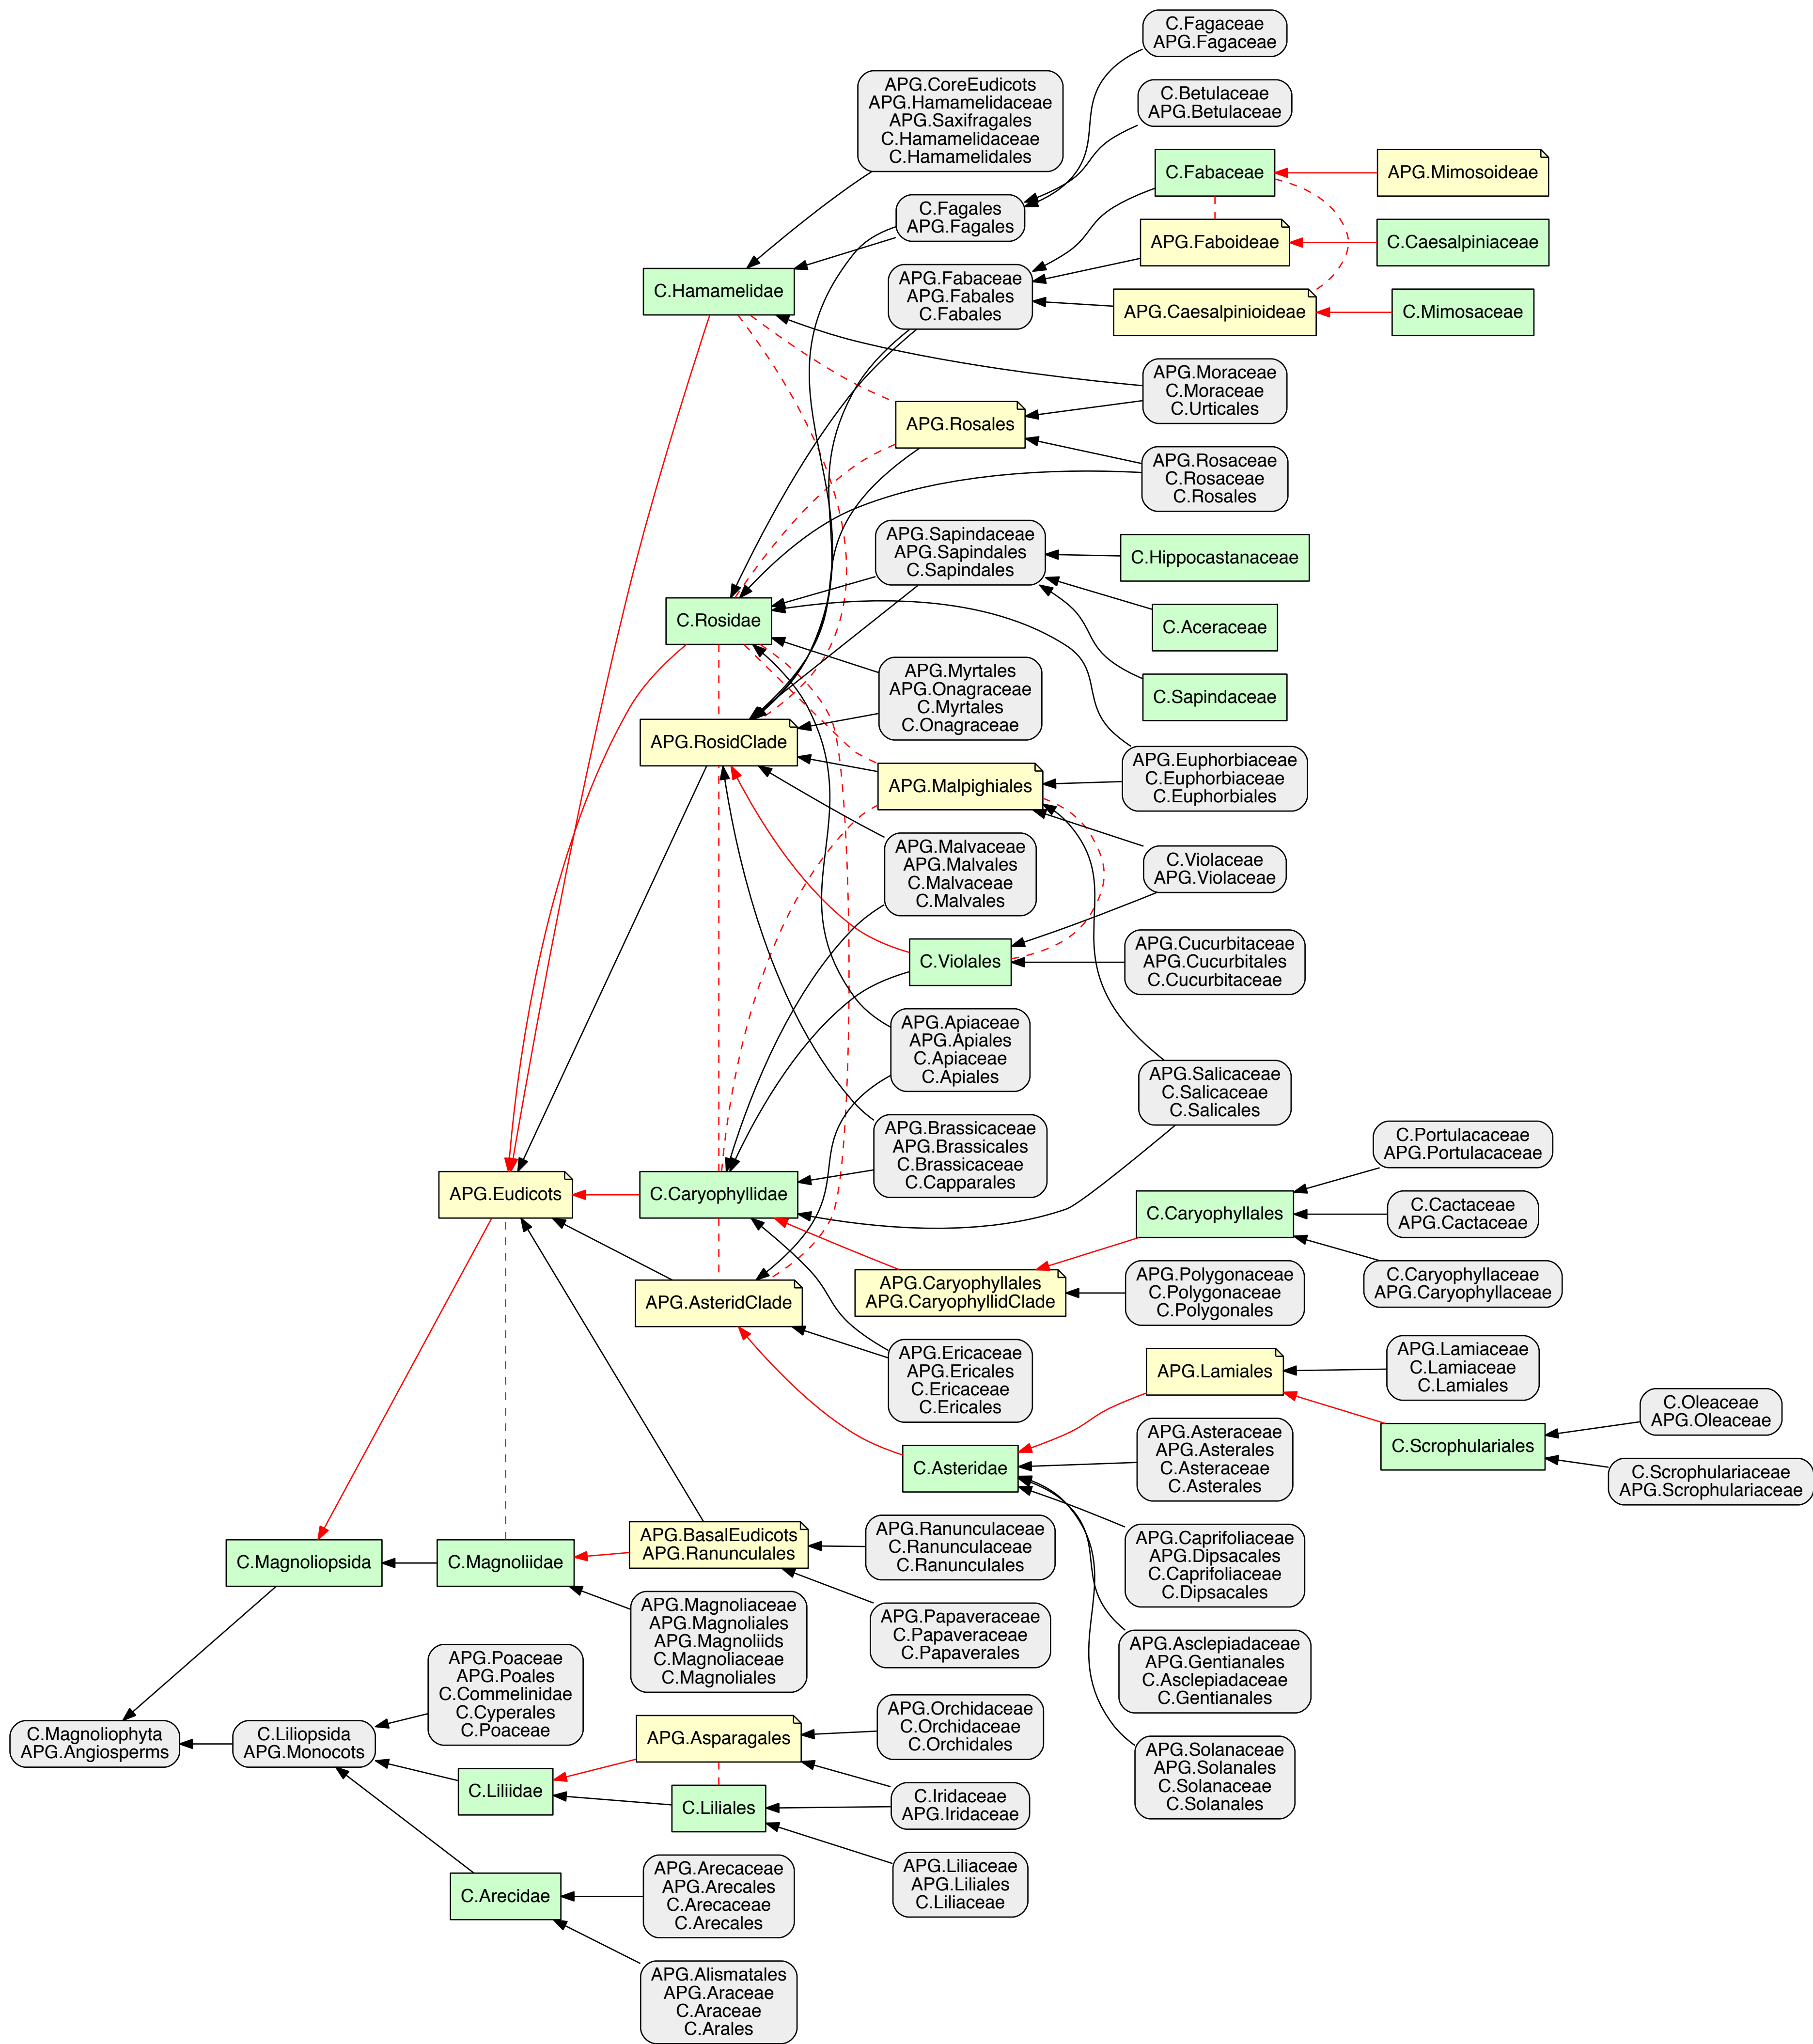 C.Fagaceae
APG.Fagaceae
APG.CoreEudicots
APG.Hamamelidaceae
APG.Saxifragales
C.Hamamelidaceae
C.Hamamelidales
C.Betulaceae
APG.Betulaceae
C.Fabaceae
APG.Mimosoideae
C.Fagales
APG.Fagales
APG.Faboideae
C.Caesalpiniaceae
C.Hamamelidae
APG.Fabaceae
APG.Fabales
C.Fabales
APG.Caesalpinioideae
C.Mimosaceae
APG.Moraceae
C.Moraceae
C.Urticales
APG.Rosales
APG.Rosaceae
C.Rosaceae
C.Rosales
APG.Sapindaceae
APG.Sapindales
C.Sapindales
C.Hippocastanaceae
C.Rosidae
C.Aceraceae
APG.Myrtales
APG.Onagraceae
C.Myrtales
C.Onagraceae
C.Sapindaceae
APG.RosidClade
APG.Malpighiales
APG.Euphorbiaceae
C.Euphorbiaceae
C.Euphorbiales
APG.Malvaceae
APG.Malvales
C.Malvaceae
C.Malvales
C.Violaceae
APG.Violaceae
C.Violales
APG.Cucurbitaceae
APG.Cucurbitales
C.Cucurbitaceae
APG.Apiaceae
APG.Apiales
C.Apiaceae
C.Apiales
APG.Salicaceae
C.Salicaceae
C.Salicales
APG.Brassicaceae
APG.Brassicales
C.Brassicaceae
C.Capparales
C.Portulacaceae
APG.Portulacaceae
APG.Eudicots
C.Caryophyllidae
C.Caryophyllales
C.Cactaceae
APG.Cactaceae
APG.AsteridClade
APG.Caryophyllales
APG.CaryophyllidClade
APG.Polygonaceae
C.Polygonaceae
C.Polygonales
C.Caryophyllaceae
APG.Caryophyllaceae
APG.Ericaceae
APG.Ericales
C.Ericaceae
C.Ericales
APG.Lamiales
APG.Lamiaceae
C.Lamiaceae
C.Lamiales
C.Oleaceae
APG.Oleaceae
C.Asteridae
APG.Asteraceae
APG.Asterales
C.Asteraceae
C.Asterales
C.Scrophulariales
C.Scrophulariaceae
APG.Scrophulariaceae
C.Magnoliopsida
C.Magnoliidae
APG.BasalEudicots
APG.Ranunculales
APG.Ranunculaceae
C.Ranunculaceae
C.Ranunculales
APG.Caprifoliaceae
APG.Dipsacales
C.Caprifoliaceae
C.Dipsacales
APG.Magnoliaceae
APG.Magnoliales
APG.Magnoliids
C.Magnoliaceae
C.Magnoliales
APG.Papaveraceae
C.Papaveraceae
C.Papaverales
APG.Asclepiadaceae
APG.Gentianales
C.Asclepiadaceae
C.Gentianales
APG.Poaceae
APG.Poales
C.Commelinidae
C.Cyperales
C.Poaceae
C.Magnoliophyta
APG.Angiosperms
C.Liliopsida
APG.Monocots
APG.Asparagales
APG.Orchidaceae
C.Orchidaceae
C.Orchidales
APG.Solanaceae
APG.Solanales
C.Solanaceae
C.Solanales
C.Liliidae
C.Liliales
C.Iridaceae
APG.Iridaceae
APG.Liliaceae
APG.Liliales
C.Liliaceae
C.Arecidae
APG.Arecaceae
APG.Arecales
C.Arecaceae
C.Arecales
APG.Alismatales
APG.Araceae
C.Araceae
C.Arales